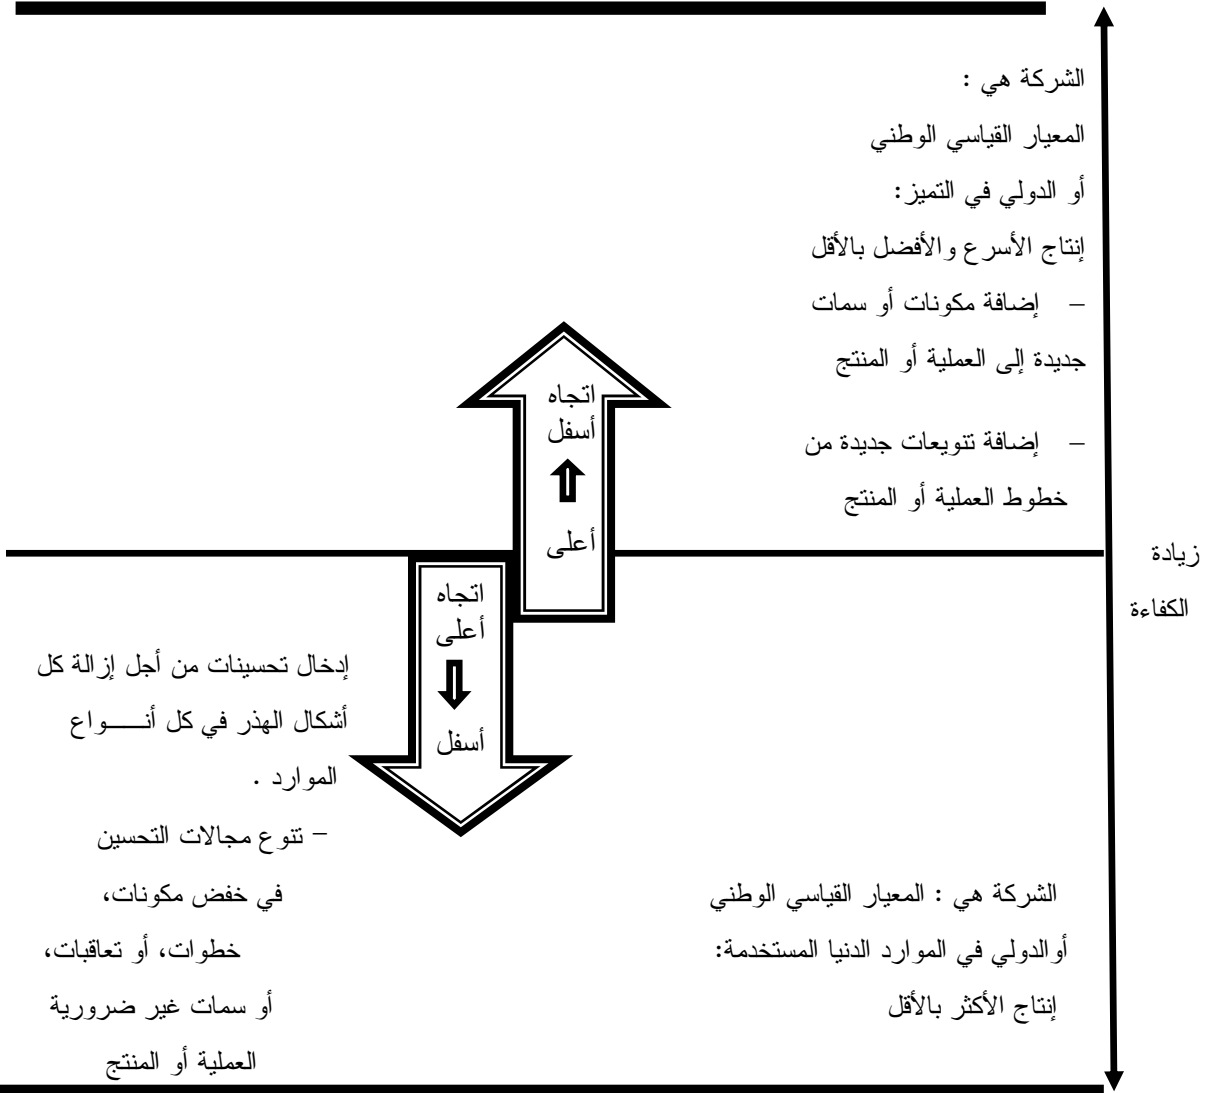 الشركة هي :
المعيار القياسي الوطني
أو الدولي في التميز:
إنتاج الأسرع والأفضل بالأقل
– إضافة مكونات أو سمات
جديدة إلى العملية أو المنتج
– إضافة تنويعات جديدة من
خطوط العملية أو المنتج
اتجاه
أسفل
أعلى
زيادة
الكفاءة
اتجاه
أعلى
أسفل
إدخال تحسينات من أجل إزالة كل
أشكال الهذر في كل أنـــــواع
الموارد .
– تتوع مجالات التحسين
في خفض مكونات،
خطوات، أو تعاقبات،
أو سمات غير ضرورية
العملية أو المنتج
الشركة هي : المعيار القياسي الوطني
أوالدولي في الموارد الدنيا المستخدمة:
إنتاج الأكثر بالأقل